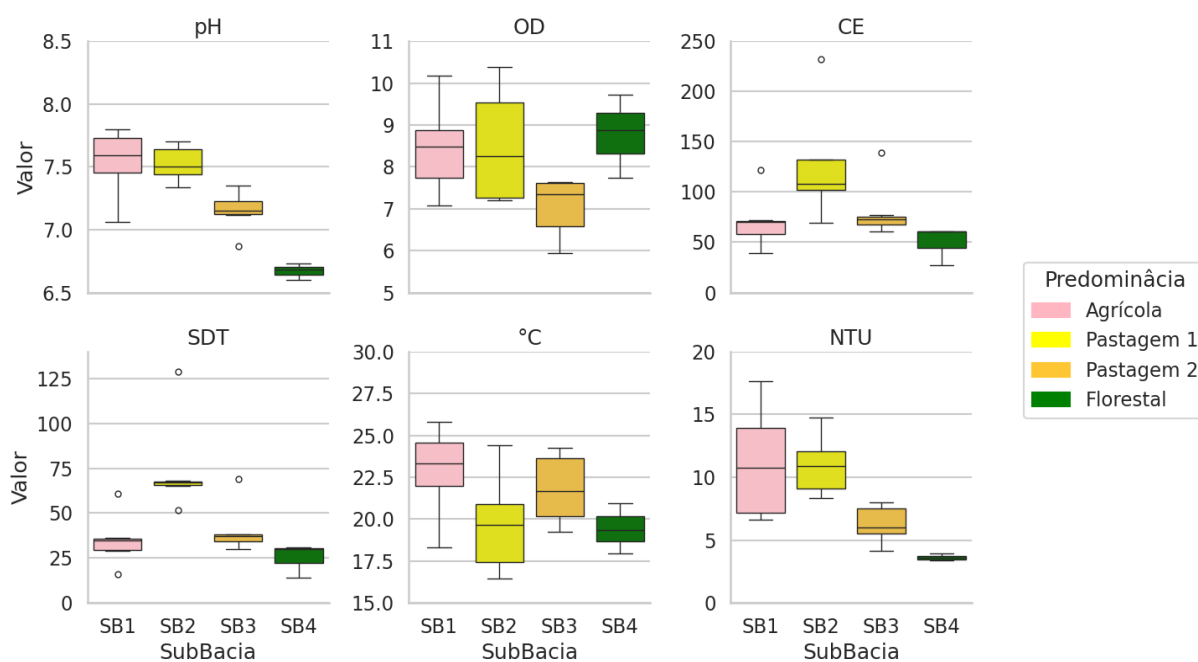 pH
OD
CE
8.5
8.0
7.5
7.0
6.5
Valor
11
10
9
8
7
6
5
250
200
150
100
50
0
Predominâcia
Agrícola
Pastagem 1
Pastagem 2
Florestal
SDT
°C
NTU
125
100
75
50
25
0
Valor
30.0
27.5
25.0
22.5
20.0
17.5
15.0
20
15
10
5
0
SB1 SB2 SB3 SB4
SubBacia
SB1 SB2 SB3 SB4
SubBacia
SB1 SB2 SB3 SB4
SubBacia